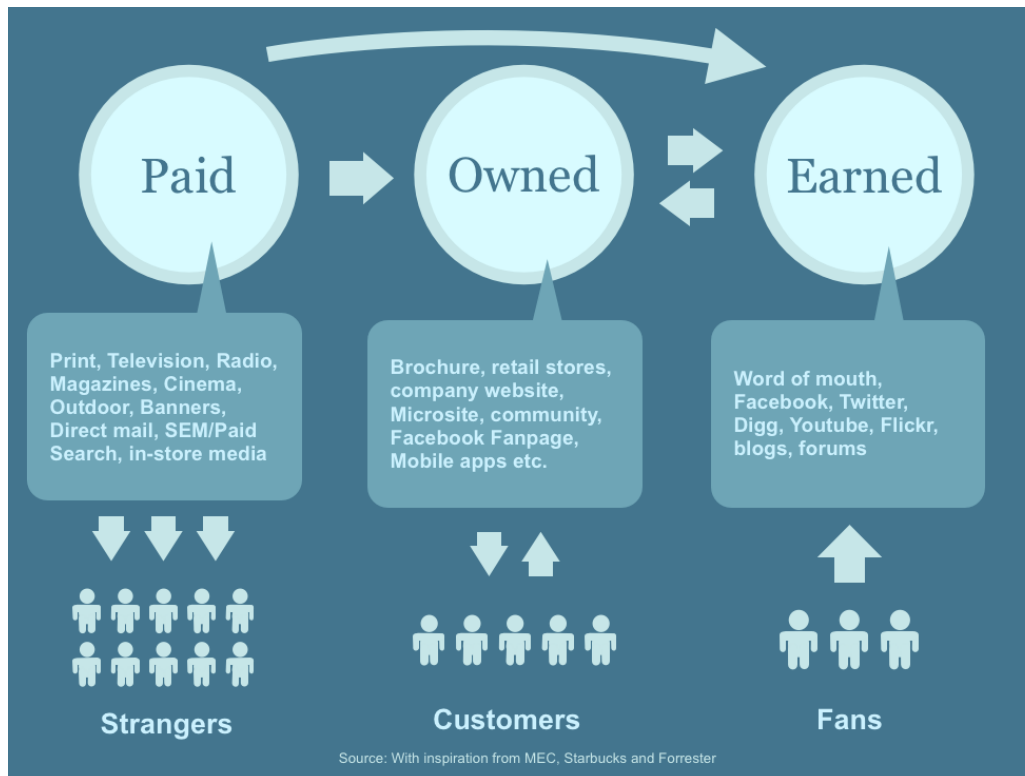 Paid
Owned
Earned
Print, Television, Radio,
Magazines, Cinema,
Outdoor, Banners,
Direct mail, SEM/Paid
Search, in-store media
Brochure, retail stores,
company website,
Microsite, community,
Facebook Fanpage,
Mobile apps etc.
Word of mouth,
Facebook, Twitter,
Digg, Youtube, Flickr,
blogs, forums
Strangers
Customers
Fans
Source: With inspiration from MEC, Starbucks and Forrester